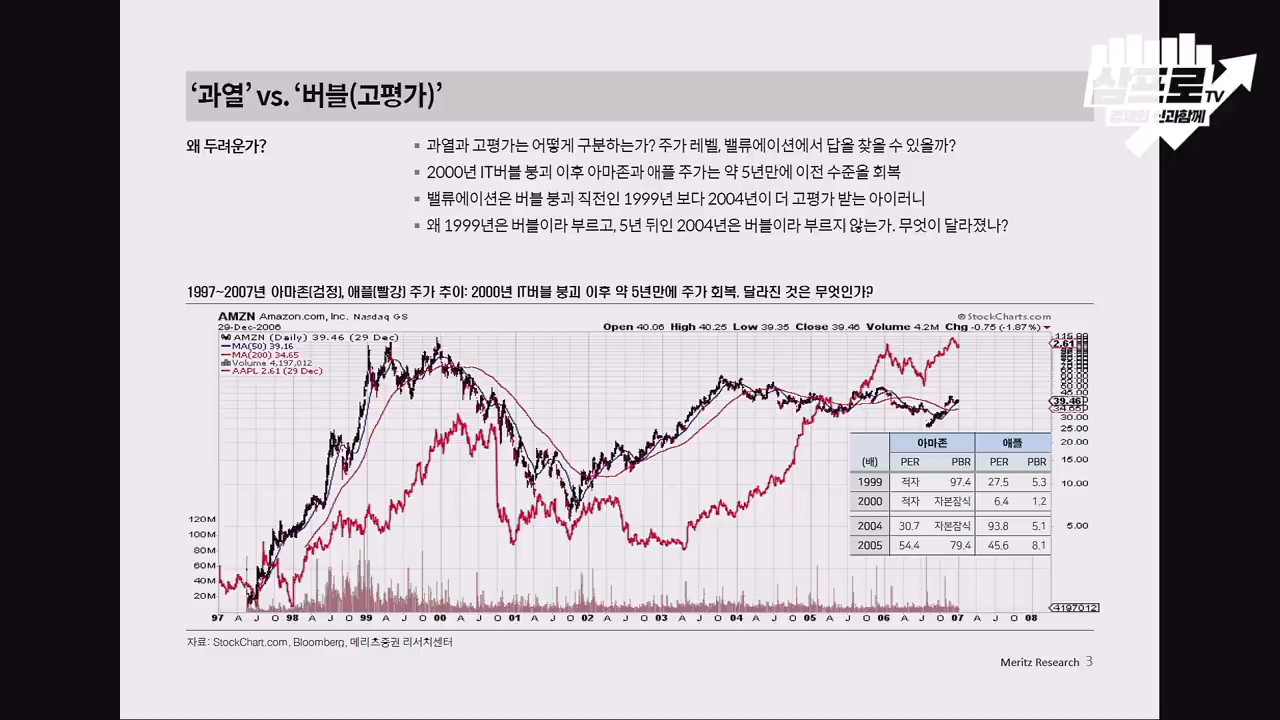 삼프로TV
경제의 신과함께
‘과열’ vs. ‘버블(고평가)’
왜 두려운가?
▪ 과열과 고평가는 어떻게 구분하는가? 주가 레벨, 밸류에이션에서 답을 찾을 수 있을까?
▪ 2000년 IT버블 붕괴 이후 아마존과 애플 주가는 약 5년만에 이전 수준을 회복
▪ 밸류에이션은 버블 붕괴 직전인 1999년 보다 2004년이 더 고평가 받는 아이러니
▪ 왜 1999년은 버블이라 부르고, 5년 뒤인 2004년은 버블이라 부르지 않는가. 무엇이 달라졌나?
1997~2007년 아마존(검정), 애플(빨강) 주가 추이: 2000년 IT버블 붕괴 이후 약 5년만에 주가 회복. 달라진 것은 무엇인가?
AMZN Amazon.com, Inc. Nasdaq GS
© StockCharts.com
29-Dec-2006
Open 40.06 High 40.25 Low 39.35 Close 39.46 Volume 4.2M Chg -0.75 (-1.87%)
AMZN (Daily) 39.46 (29 Dec)
MA(50) 39.16
MA(200) 34.65
Volume 4,197,012
AAPL 2.61 (29 Dec)
115.00
2.61
45.00
39.46
34.65
30.00
25.00
20.00
15.00
10.00
5.00
120M
100M
80M
60M
40M
20M
4197012
아마존 애플
(배) PER PBR PER PBR
1999 적자 97.4 27.5 5.3
2000 적자 자본잠식 6.4 1.2
2004 30.7 자본잠식 93.8 5.1
2005 54.4 79.4 45.6 8.1
97 A J O 98 A J O 99 A J O 00 A J O 01 A J O 02 A J O 03 A J O 04 A J O 05 A J O 06 A J O 07 A J O 08 A J O
자료: StockChart.com, Bloomberg, 메리츠증권 리서치센터
Meritz Research 3